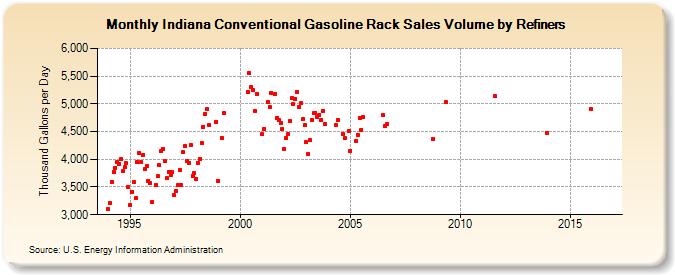 Monthly Indiana Conventional Gasoline Rack Sales Volume by Refiners
Thousand Gallons per Day
6,000
5,500
5,000
4,500
4,000
3,500
3,000
1995 2000 2005 2010 2015
Source: U.S. Energy Information Administration